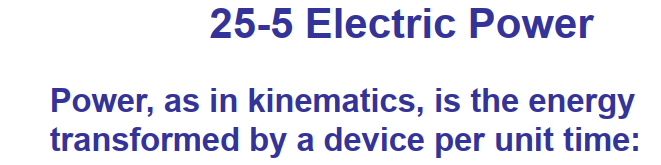 25-5 Electric Power
Power, as in kinematics, is the energy
transformed by a device per unit time: